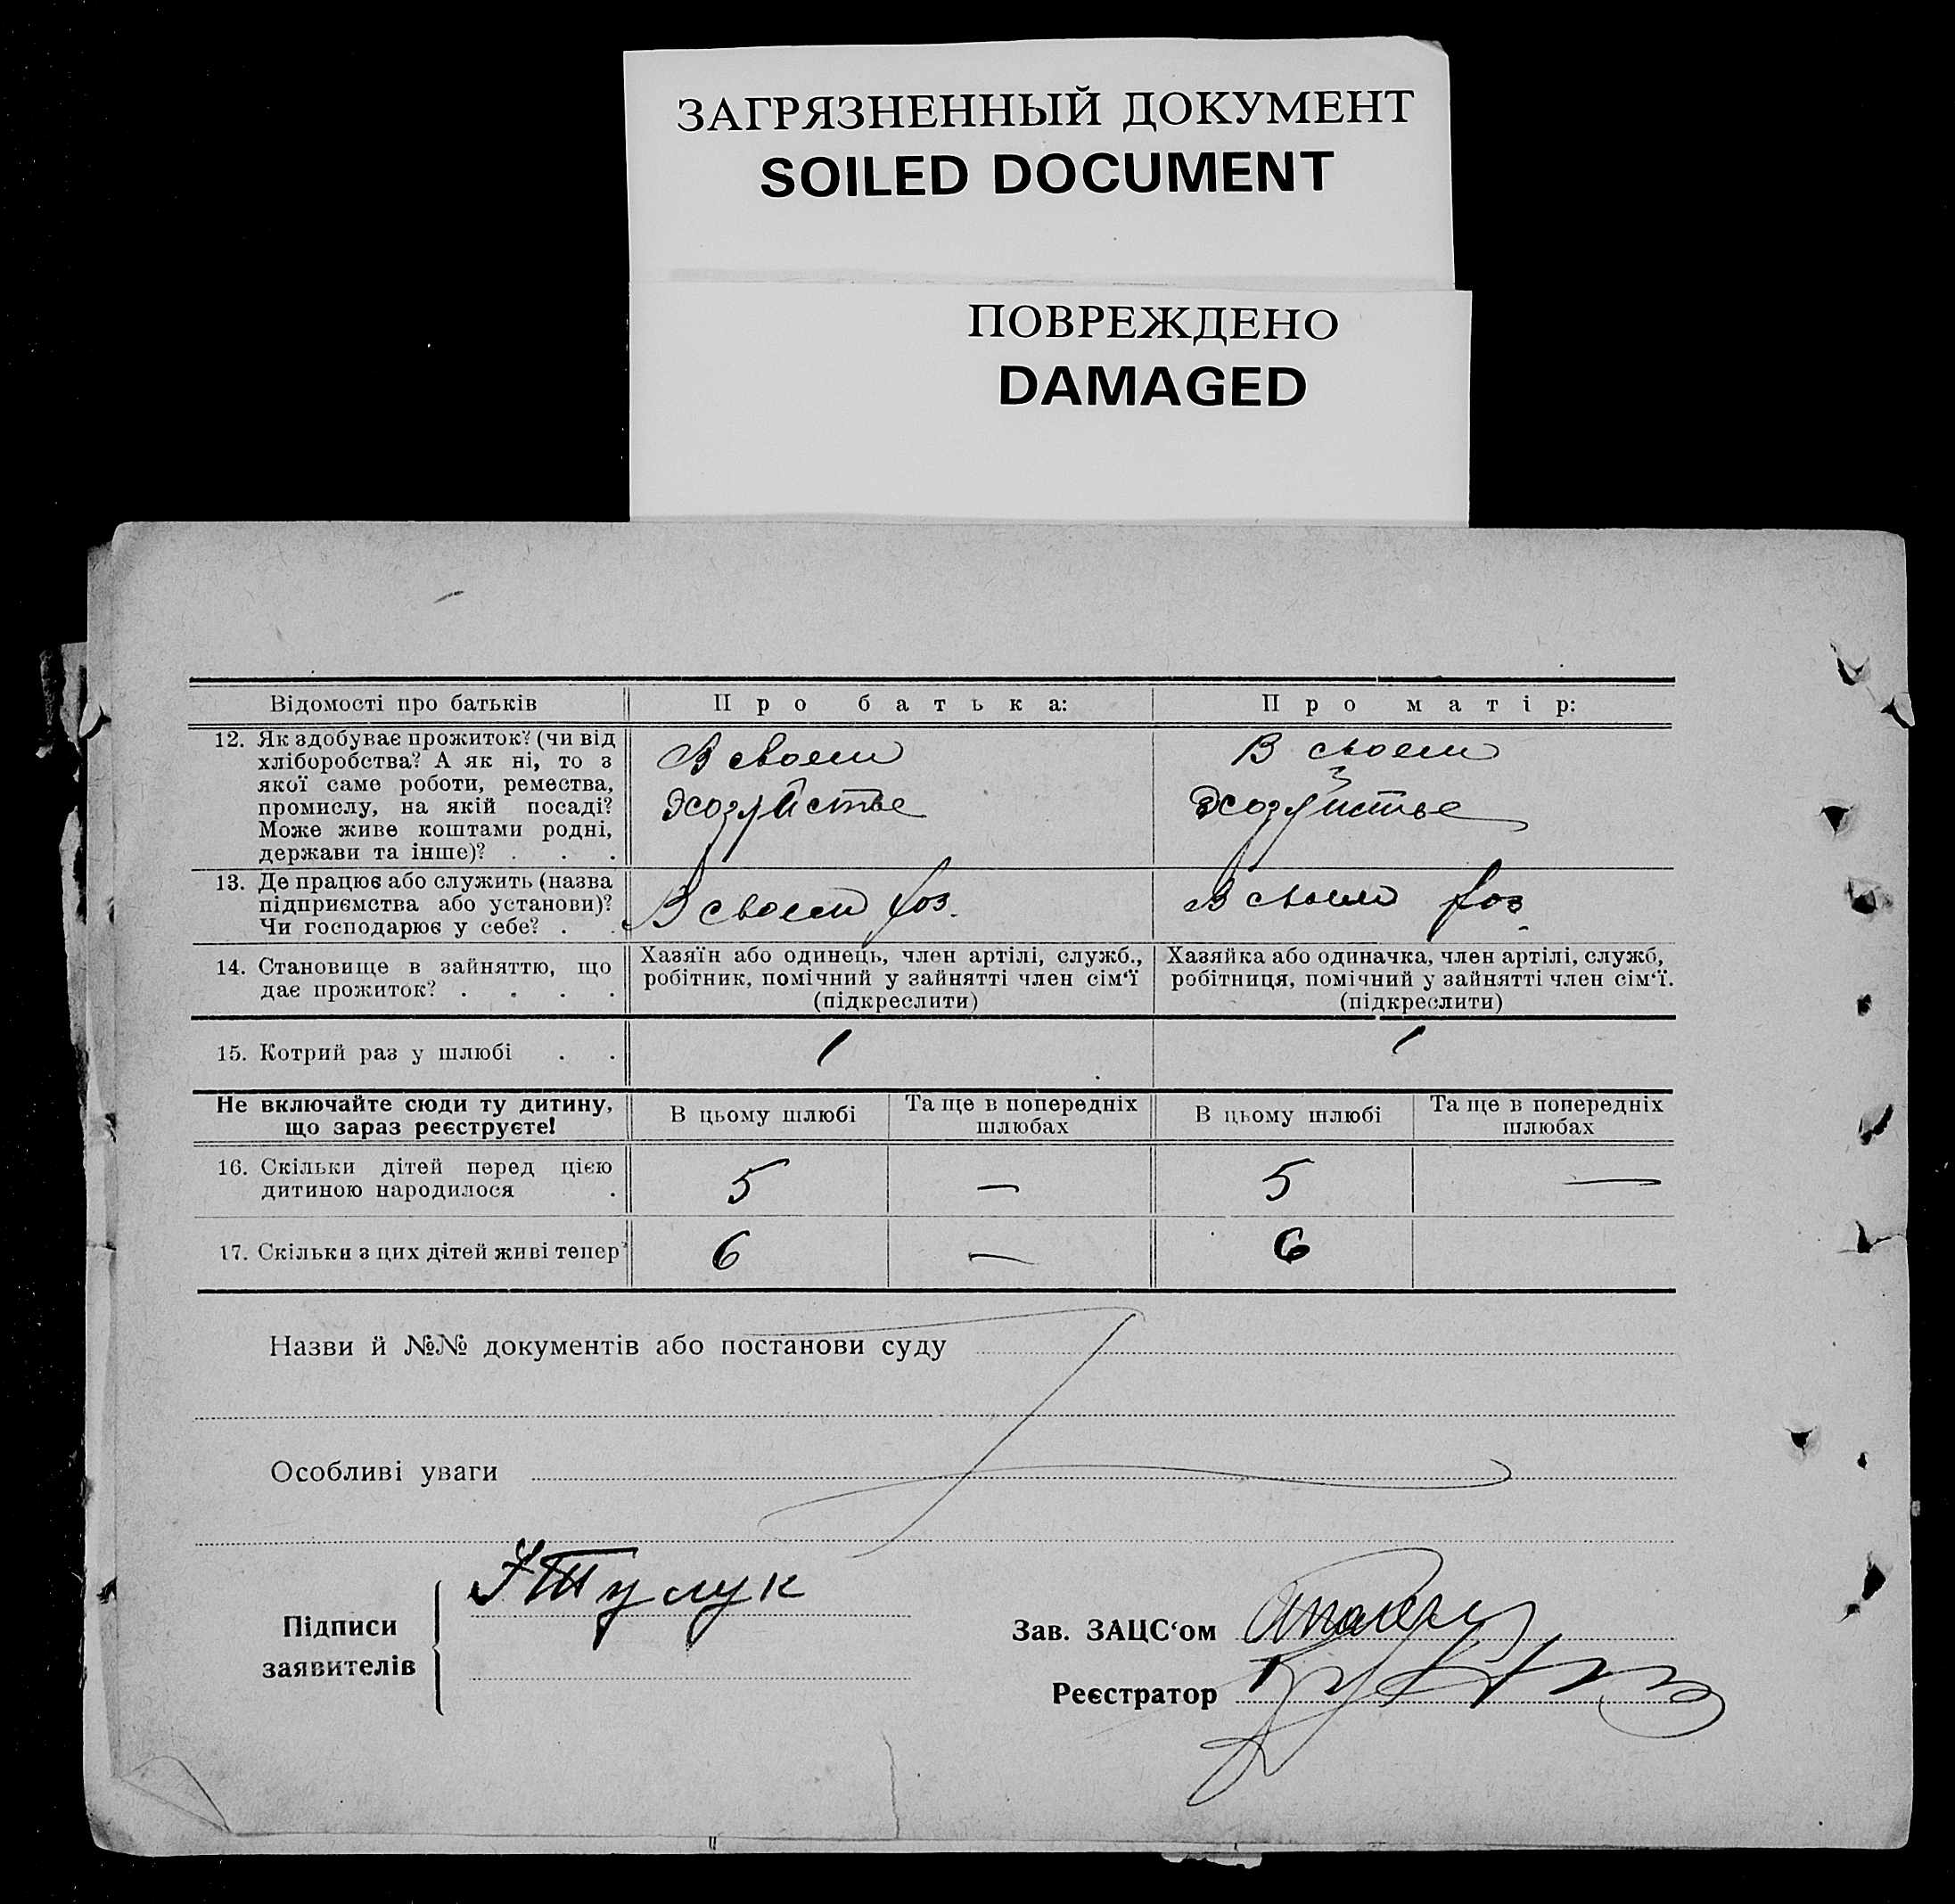 ЗАГРЯЗНЕННЫЙ ДОКУМЕНТ
SOILED DOCUMENT
ПОВРЕЖДЕНО
DAMAGED
Відомості про батьків
Про батька:
Про матір:
12. Як здобуває прожиток? (чи від
хліборобства? А як ні, то з
якої саме роботи, ремества,
промислу, на якій посаді?
Може живе коштами родні,
держави та інше)? . . .
В своем
хозяйстве
В своем
хозяйстве
13. Де працює або служить (назва
підприємства або установи)?
Чи господарює у себе? . .
В своем хоз.
В своем хоз.
14. Становище в зайняттю, що
дає прожиток? . . . .
Хазяїн або одинець, член артілі, служб.,
робітник, помічний у зайнятті член сім‘ї
(підкреслити)
Хазяйка або одиначка, член артілі, служб,
робітниця, помічний у зайнятті член сім‘ї.
(підкреслити)
15. Котрий раз у шлюбі . .
1
1
Не включайте сюди ту дитину,
що зараз реєструєте!
В цьому шлюбі
Та ще в попередніх
шлюбах
В цьому шлюбі
Та ще в попередніх
шлюбах
16. Скільки дітей перед цією
дитиною народилося .
5
—
5
—
17. Скільки з цих дітей живі тепер
6
—
6
Назви й №№ документів або постанови суду
Особливі уваги
Підписи
заявителів
Тулук
Зав. ЗАЦС‘ом
Реєстратор